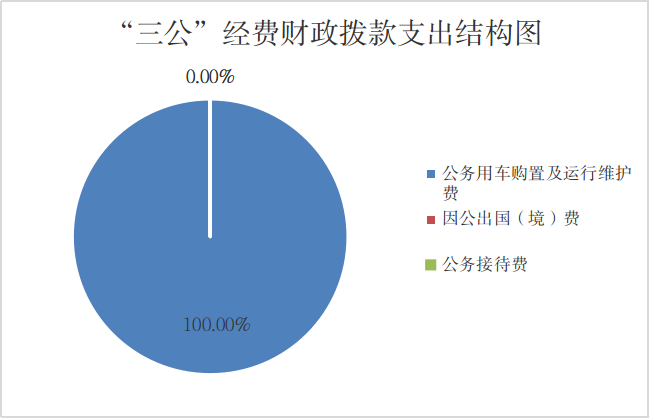 “三公”经费财政拨款支出结构图
0.00%
100.00%
公务用车购置及运行维护
费
因公出国（境）费
公务接待费